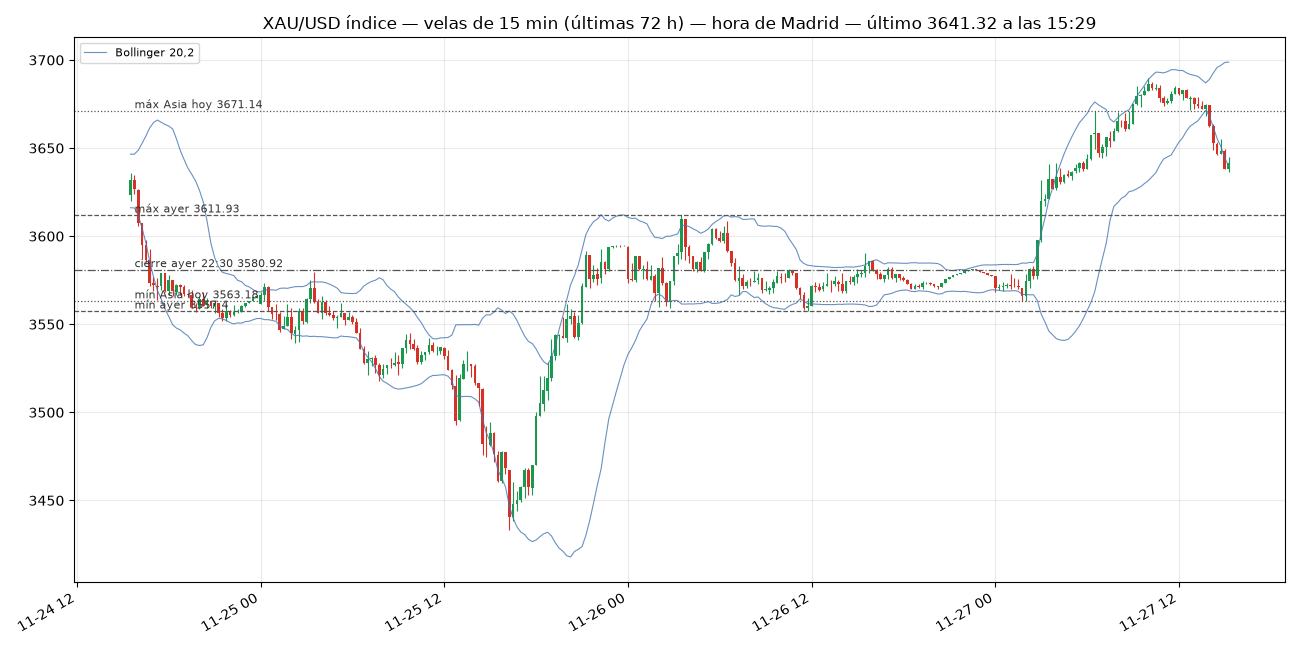 XAU/USD índice — velas de 15 min (últimas 72 h) — hora de Madrid — último 3641.32 a las 15:29
Bollinger 20,2
3700
máx Asia hoy 3671.14
3650
máx ayer 3611.93
3600
cierre ayer 22:30 3580.92
mín Asia hoy 3563.18
mín ayer
3550
3500
3450
11-24 12
11-25 00
11-25 12
11-26 00
11-26 12
11-27 00
11-27 12